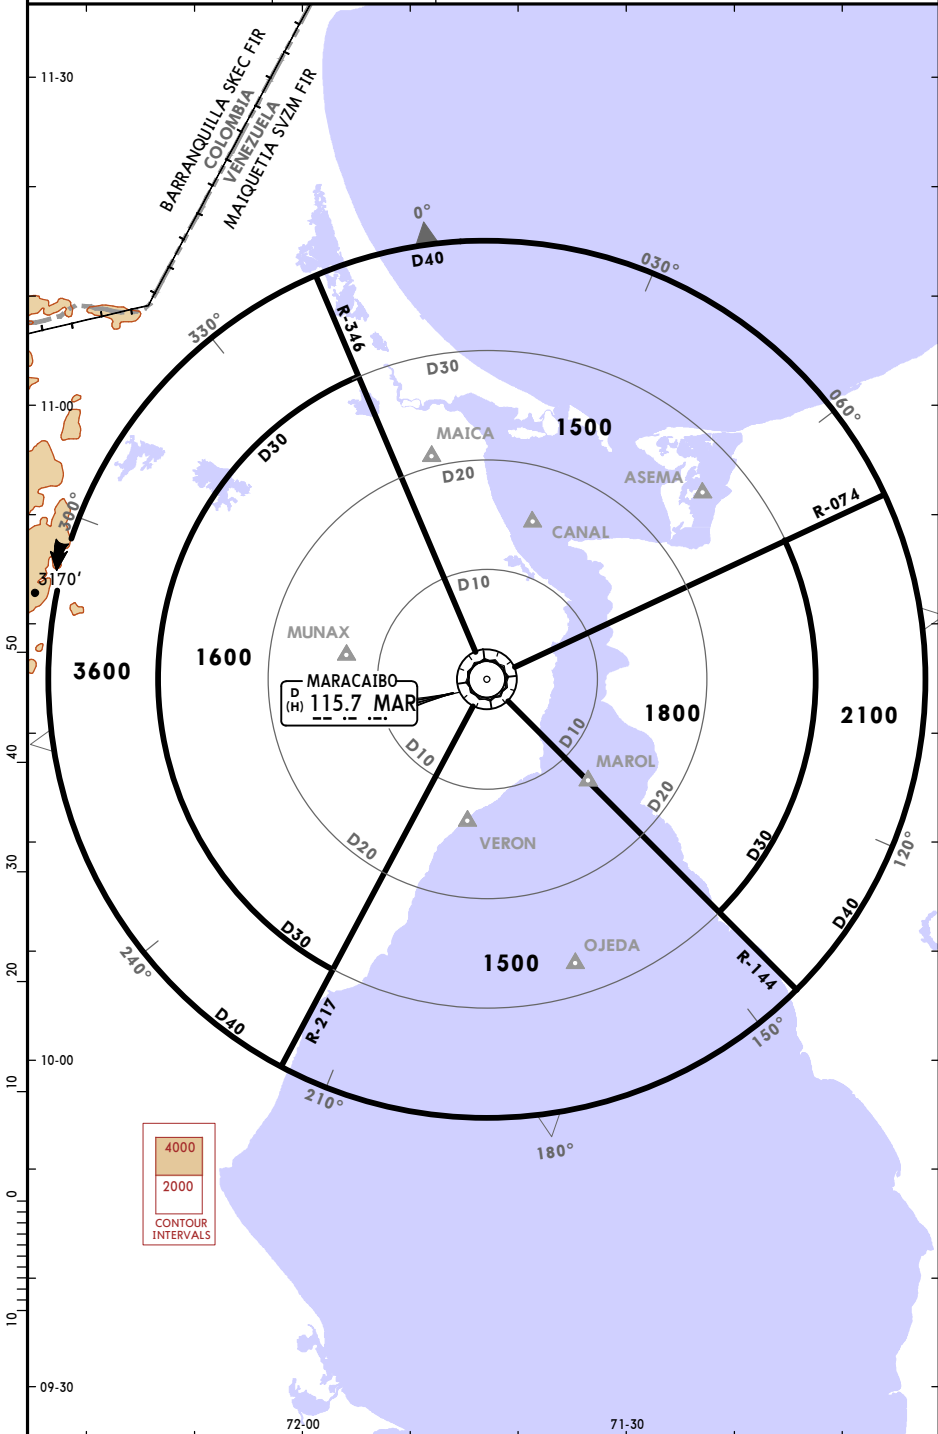 11-30
BARRANQUILLA SKEC FIR
COLOMBIA
VENEZUELA
MAIQUETIA SVZM FIR
0°
D40
030°
330°
R-346
D30
11-00
060°
D30
1500
MAICA
D20
ASEMA
R-074
300°
CANAL
3170'
D10
MUNAX
50
3600
1600
MARACAIBO
D
(H) 115.7 MAR
1800
2100
D10
D10
40
MAROL
D20
VERON
D20
D30
120°
30
D40
D30
OJEDA
1500
240°
R-144
20
D40
R-217
150°
10-00
10
210°
180°
4000
2000
CONTOUR
INTERVALS
0
10
09-30
72-00
71-30